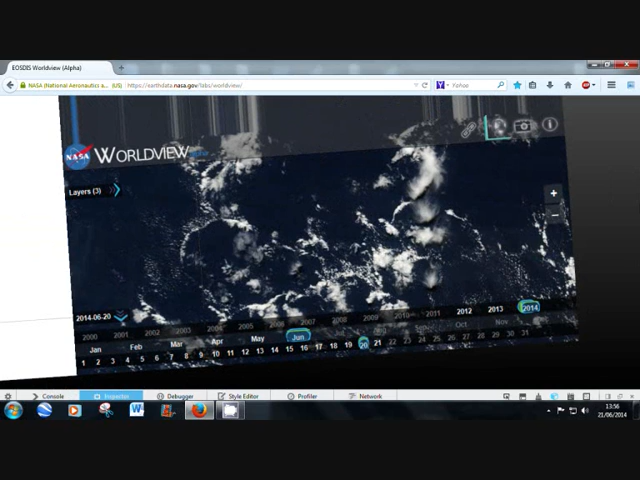 EOSDIS Worldview (Alpha)
NASA (National Aeronautics a... (US) https://earthdata.nasa.gov/labs/worldview/ Yahoo
NASA WORLDVIEW
Layers (3)
+
−
2014-06-20
2000 2001 2002 2003 2004 2005 2006 2007 2008 2009 2010 2011 2012 2013 2014
Jan Feb Mar Apr May Jun Jul Aug Sep Oct Nov Dec
1 2 3 4 5 6 7 8 9 10 11 12 13 14 15 16 17 18 19 20 21 22 23 24 25 26 27 28 29 30 31
Console Inspector Debugger Style Editor Profiler Network
13:56
21/06/2014